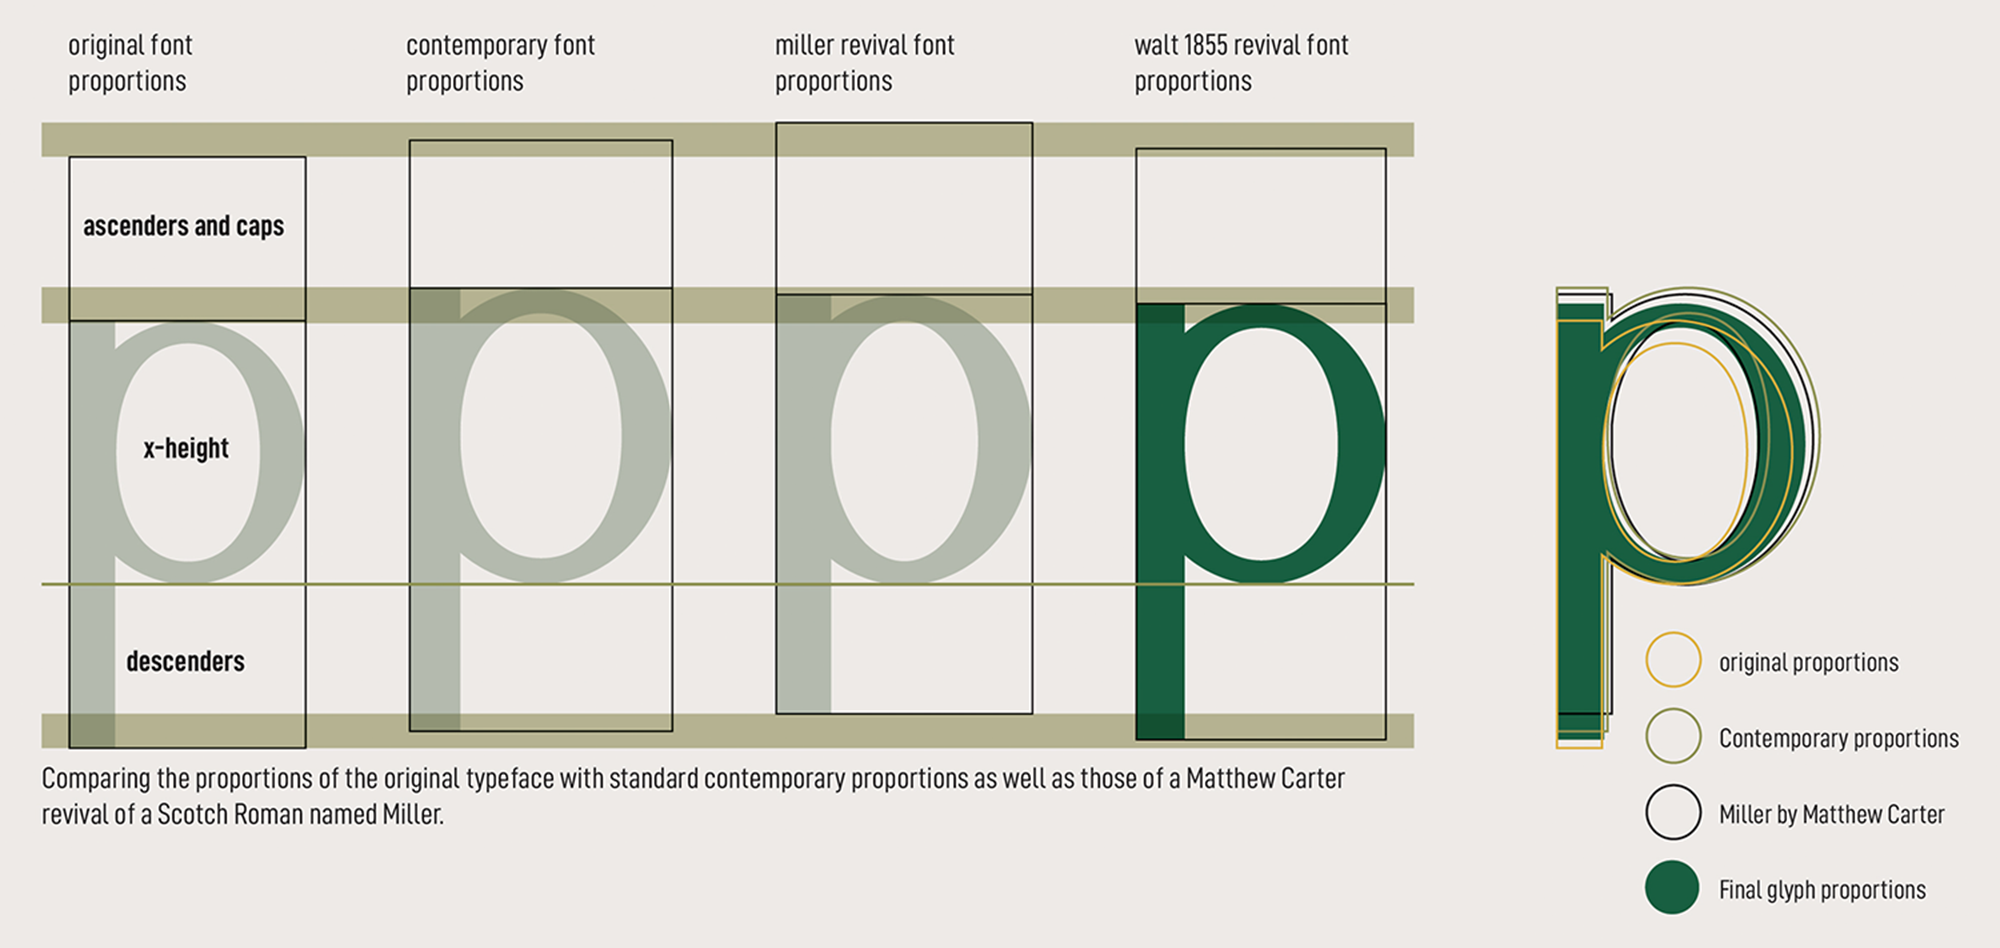 original font
proportions
contemporary font
proportions
miller revival font
proportions
walt 1855 revival font
proportions
ascenders and caps
x-height
descenders
Comparing the proportions of the original typeface with standard contemporary proportions as well as those of a Matthew Carter
revival of a Scotch Roman named Miller.
p p p p
p
original proportions
Contemporary proportions
Miller by Matthew Carter
Final glyph proportions